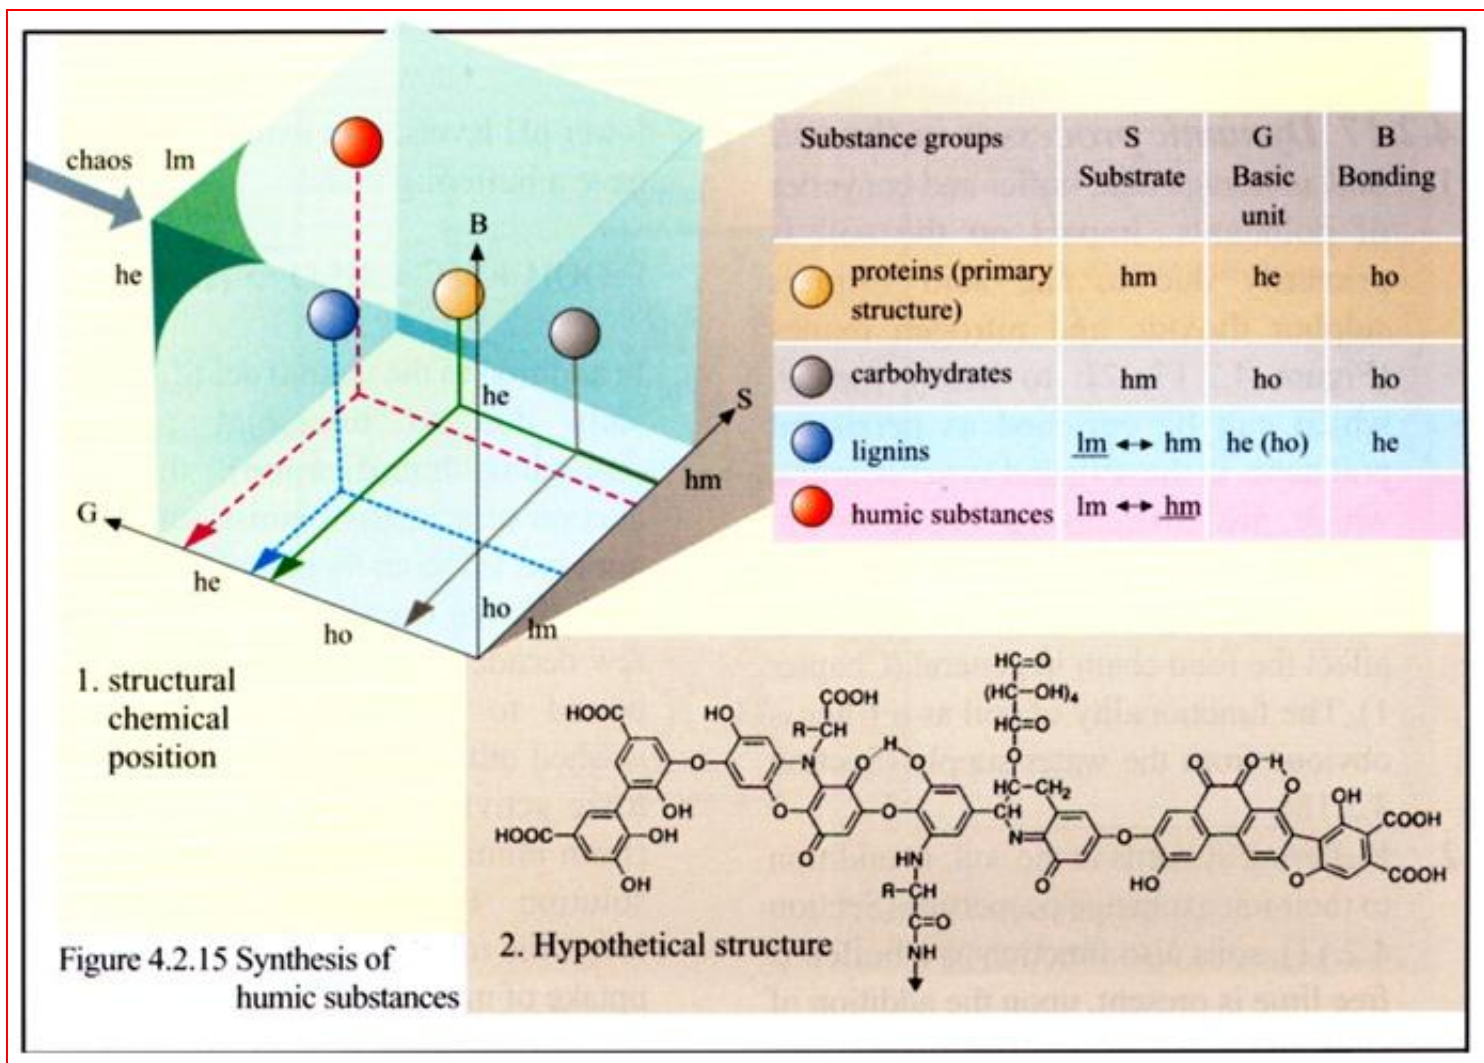 chaos lm
he
B
he
S
hm
G
he
ho
ho
lm
1. structural
chemical
position
Substance groups S G B
Substrate Basic Bonding
unit
proteins (primary hm he ho
structure)
carbohydrates hm ho ho
lignins lm ↔ hm he (ho) he
humic substances lm ↔ hm
HC=O
(HC—OH)₄
HC=O
O
HC—CH₂
CH
N
HOOC
HO
COOH
R—CH
N
O
H
HO
O
O
O
O
O
O
O
H
O
OH
COOH
COOH
O
HO
OH
OH
HOOC
OH
O
O
HN
R—CH
C=O
NH
2. Hypothetical structure
Figure 4.2.15 Synthesis of
humic substances